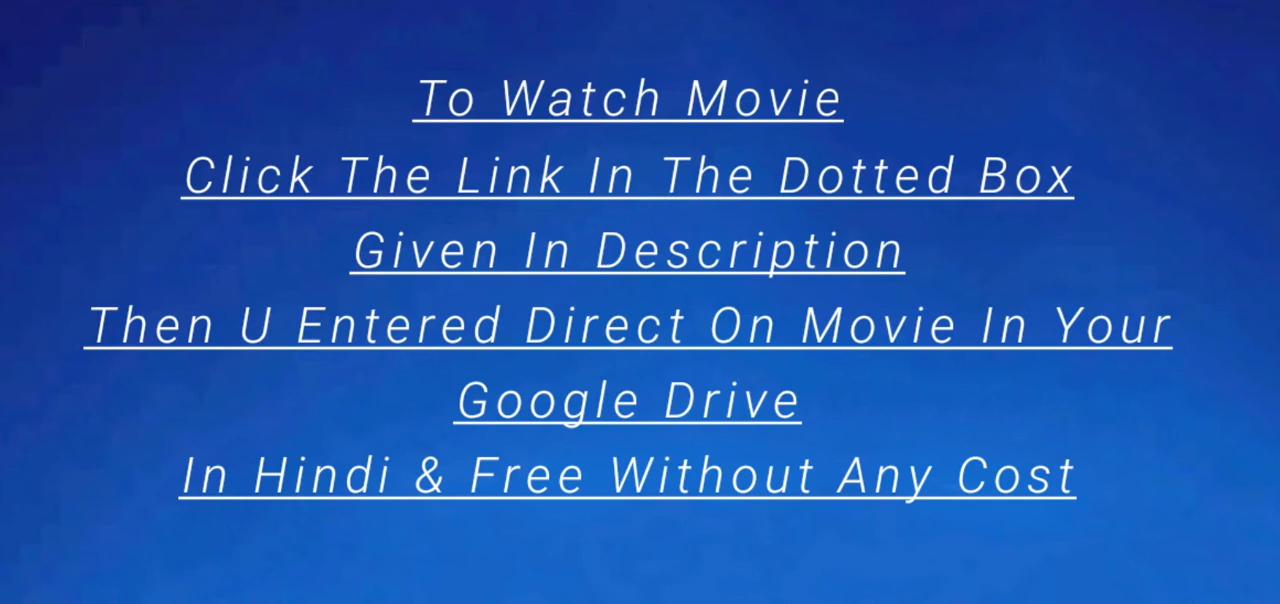 To Watch Movie
Click The Link In The Dotted Box
Given In Description
Then U Entered Direct On Movie In Your
Google Drive
In Hindi & Free Without Any Cost